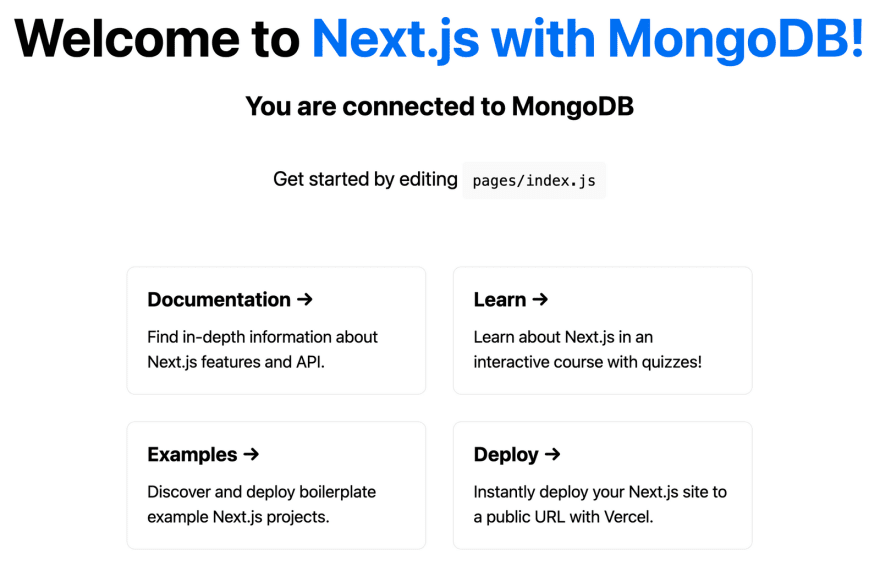 Welcome to Next.js with MongoDB!
You are connected to MongoDB
Get started by editing pages/index.js
Documentation →
Find in-depth information about
Next.js features and API.
Learn →
Learn about Next.js in an
interactive course with quizzes!
Examples →
Discover and deploy boilerplate
example Next.js projects.
Deploy →
Instantly deploy your Next.js site to
a public URL with Vercel.